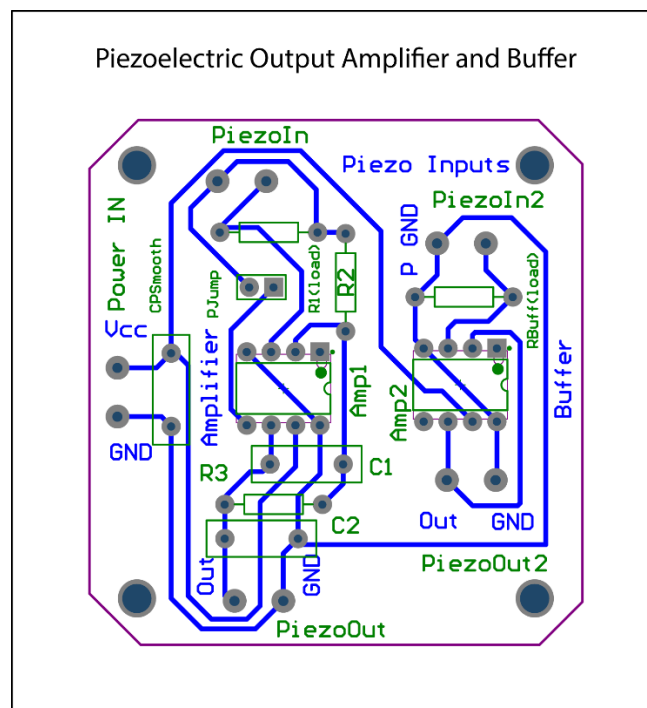 Piezoelectric Output Amplifier and Buffer
PiezoIn
Piezo Inputs
PiezoIn2
Power IN
CPSmooth
PJump
R1(load)
R2
P GND
RBuff(load)
Vcc
GND
Amplifier
Amp1
Amp2
Buffer
R3
C1
C2
Out
GND
PiezoOut
Out
GND
PiezoOut2